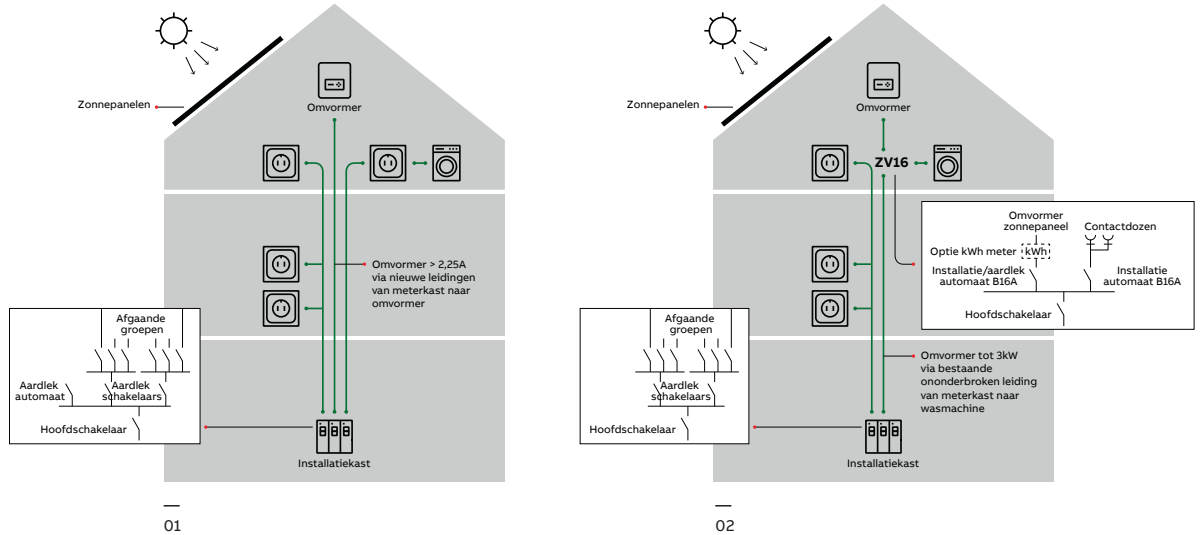 Zonnepanelen
Omvormer
Omvormer > 2,25A
via nieuwe leidingen
van meterkast naar
omvormer
Afgaande
groepen
Aardlek
automaat
Aardlek
schakelaars
Hoofdschakelaar
Installatiekast
01
Zonnepanelen
Omvormer
ZV16
Omvormer
zonnepaneel
Contactdozen
Optie kWh meter
kWh
Installatie/aardlek
automaat B16A
Installatie
automaat B16A
Hoofdschakelaar
Omvormer tot 3kW
via bestaande
ononderbroken leiding
van meterkast naar
wasmachine
Afgaande
groepen
Aardlek
schakelaars
Hoofdschakelaar
Installatiekast
02